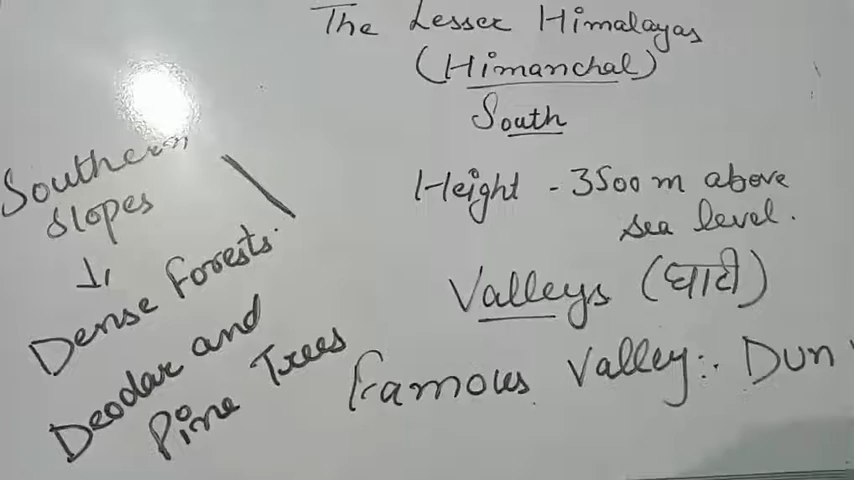 The Lesser Himalayas
(Himanchal)
South
Height - 3500 m above
sea level.
Valleys (घाटी)
Famous Valley:. Dun
Southern
Slopes
↓
Dense Forests.
Deodar and
Pine Trees